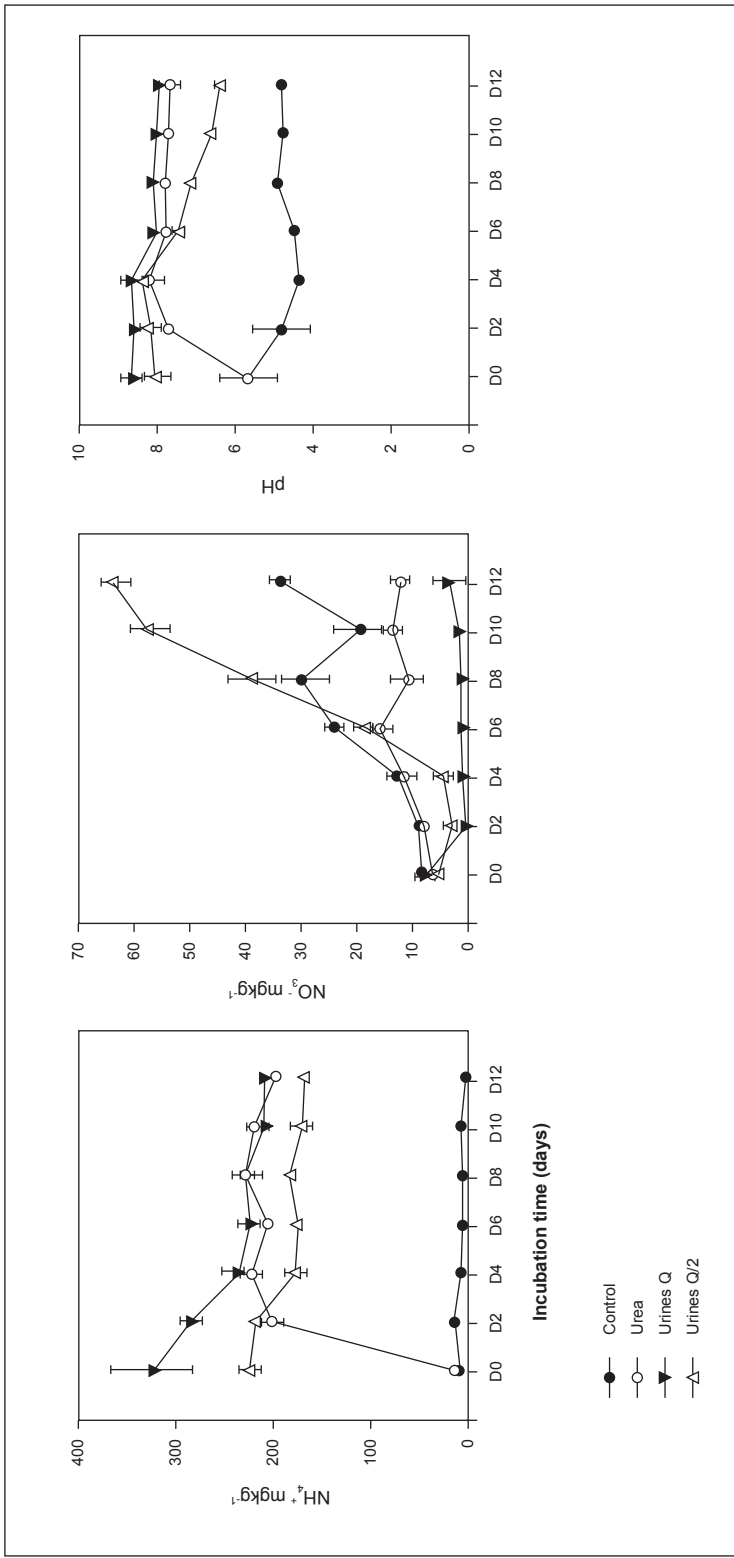 400
300
200
100
0
NH₄⁺ mgkg⁻¹
D0 D2 D4 D6 D8 D10 D12
70
60
50
40
30
20
10
0
NO₃⁻ mgkg⁻¹
D0 D2 D4 D6 D8 D10 D12
10
8
6
4
2
0
pH
D0 D2 D4 D6 D8 D10 D12
Incubation time (days)
Control
Urea
Urines Q
Urines Q/2